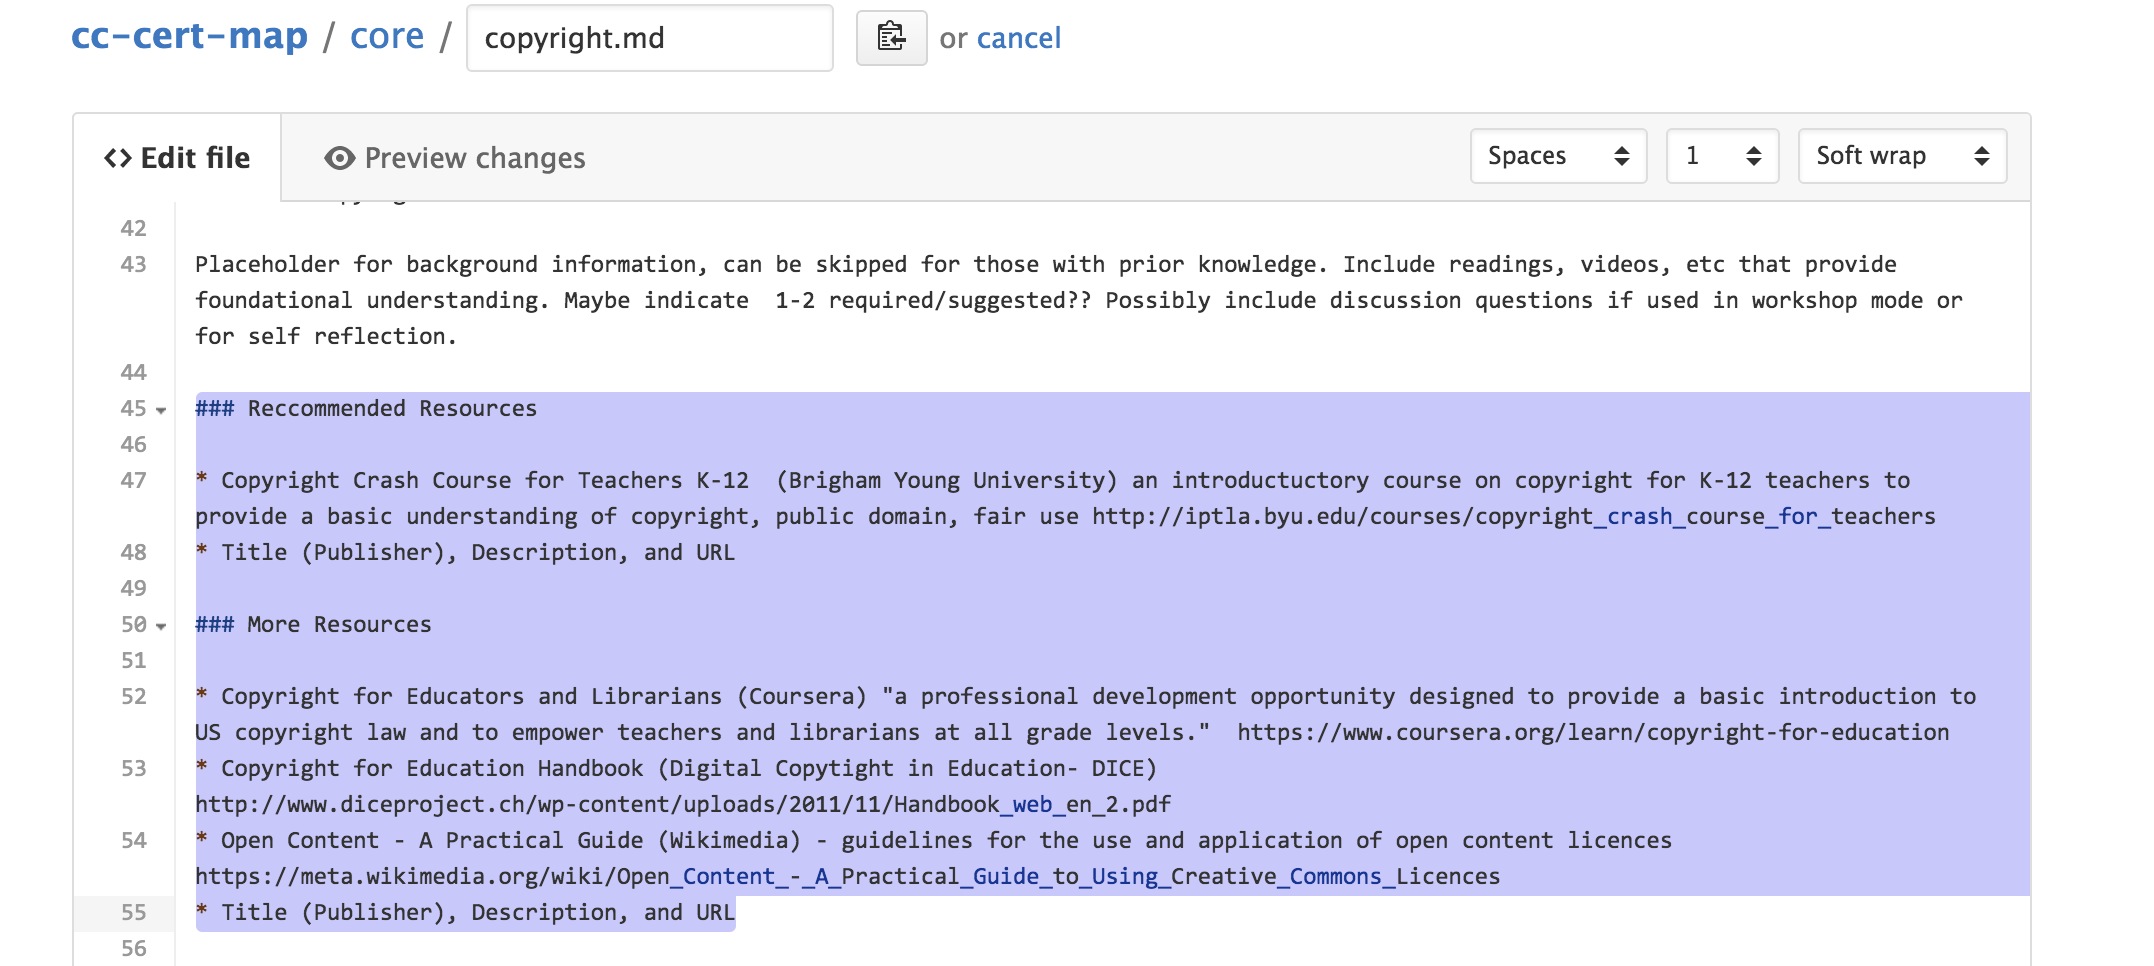 cc-cert-map / core / copyright.md or cancel
<> Edit file Preview changes Spaces 1 Soft wrap
42
43 Placeholder for background information, can be skipped for those with prior knowledge. Include readings, videos, etc that provide
foundational understanding. Maybe indicate  1-2 required/suggested?? Possibly include discussion questions if used in workshop mode or
for self reflection.
44
45 ### Reccommended Resources
46
47 * Copyright Crash Course for Teachers K-12  (Brigham Young University) an introductuctory course on copyright for K-12 teachers to
provide a basic understanding of copyright, public domain, fair use http://iptla.byu.edu/courses/copyright_crash_course_for_teachers
48 * Title (Publisher), Description, and URL
49
50 ### More Resources
51
52 * Copyright for Educators and Librarians (Coursera) "a professional development opportunity designed to provide a basic introduction to
US copyright law and to empower teachers and librarians at all grade levels."  https://www.coursera.org/learn/copyright-for-education
53 * Copyright for Education Handbook (Digital Copytight in Education- DICE)
http://www.diceproject.ch/wp-content/uploads/2011/11/Handbook_web_en_2.pdf
54 * Open Content - A Practical Guide (Wikimedia) - guidelines for the use and application of open content licences
https://meta.wikimedia.org/wiki/Open_Content_-_A_Practical_Guide_to_Using_Creative_Commons_Licences
55 * Title (Publisher), Description, and URL
56